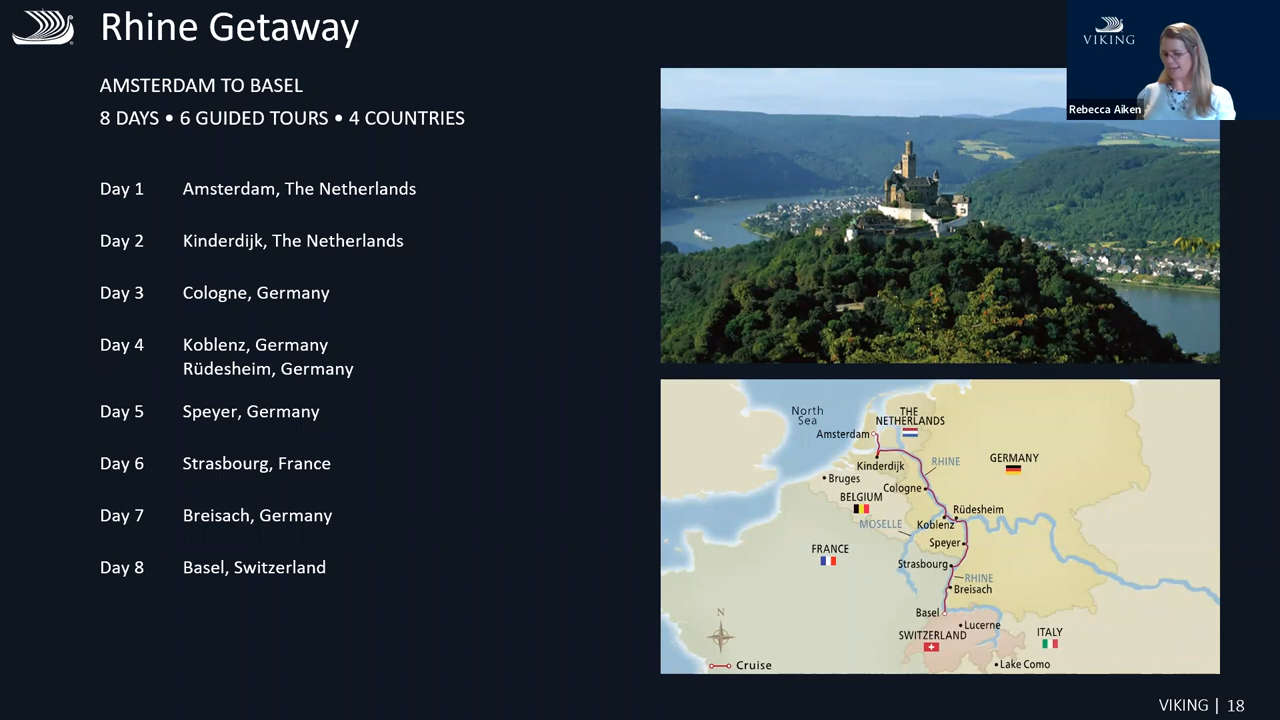 Rhine Getaway
AMSTERDAM TO BASEL
8 DAYS • 6 GUIDED TOURS • 4 COUNTRIES
Day 1 Amsterdam, The Netherlands
Day 2 Kinderdijk, The Netherlands
Day 3 Cologne, Germany
Day 4 Koblenz, Germany
Rüdesheim, Germany
Day 5 Speyer, Germany
Day 6 Strasbourg, France
Day 7 Breisach, Germany
Day 8 Basel, Switzerland
VIKING
Rebecca Aiken
North
Sea
THE
NETHERLANDS
Amsterdam
Kinderdijk
RHINE
GERMANY
Bruges
Cologne
BELGIUM
Rüdesheim
MOSELLE
Koblenz
Speyer
FRANCE
Strasbourg
RHINE
Breisach
Basel
N
Lucerne
SWITZERLAND
ITALY
Cruise
Lake Como
VIKING | 18